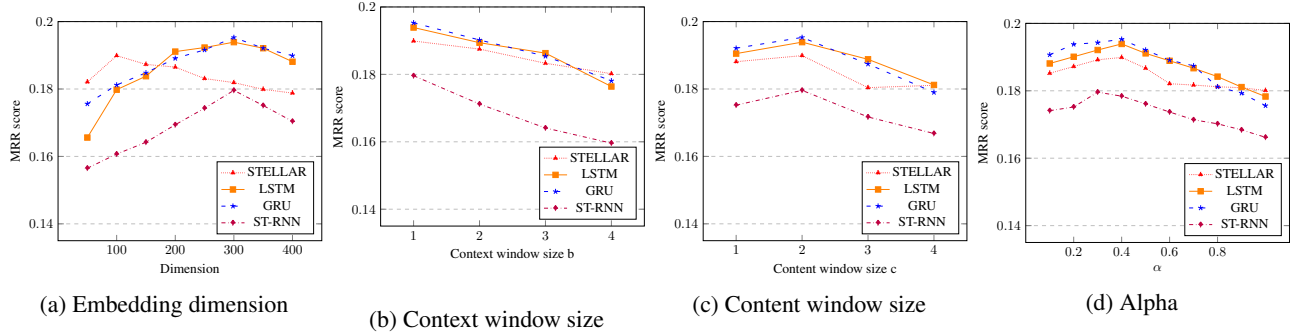 0.2
0.18
0.16
0.14
MRR score
100
200
300
400
Dimension
STELLAR
LSTM
GRU
ST-RNN
(a) Embedding dimension
0.2
0.18
0.16
0.14
MRR score
1
2
3
4
Context window size b
STELLAR
LSTM
GRU
ST-RNN
(b) Context window size
0.2
0.18
0.16
0.14
MRR score
1
2
3
4
Content window size c
STELLAR
LSTM
GRU
ST-RNN
(c) Content window size
0.2
0.18
0.16
0.14
MRR score
0.2
0.4
0.6
0.8
α
STELLAR
LSTM
GRU
ST-RNN
(d) Alpha